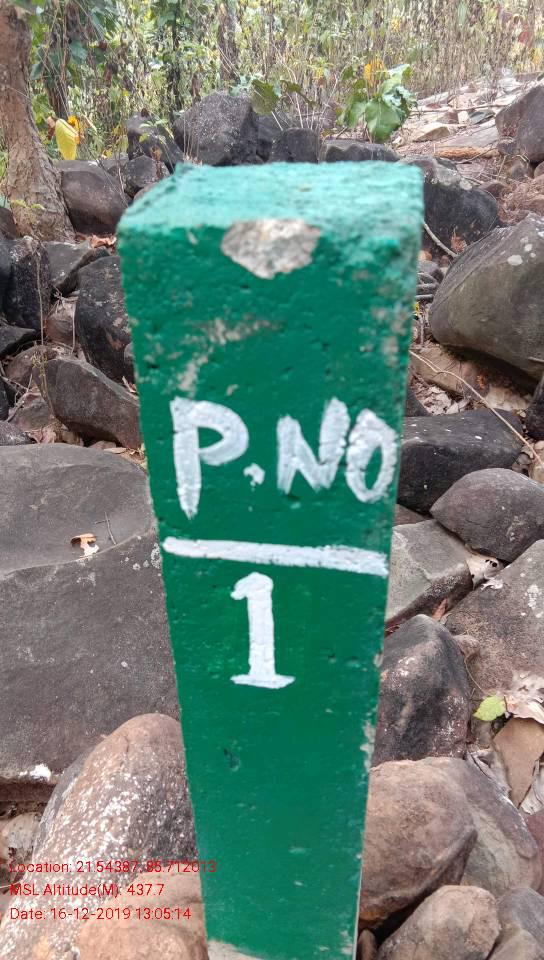 P.NO
1
Location: 21.54387, 85.712013
MSL Altitude(M): 437.7
Date: 16-12-2019 13:05:14